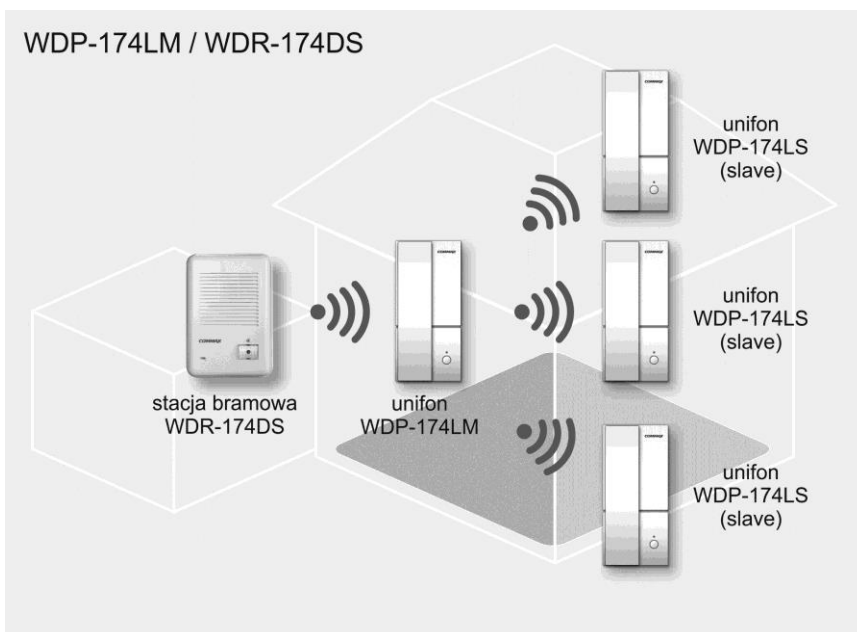 WDP-174LM / WDR-174DS
unifon
WDP-174LS
(slave)
stacja bramowa
WDR-174DS
unifon
WDP-174LM
unifon
WDP-174LS
(slave)
unifon
WDP-174LS
(slave)